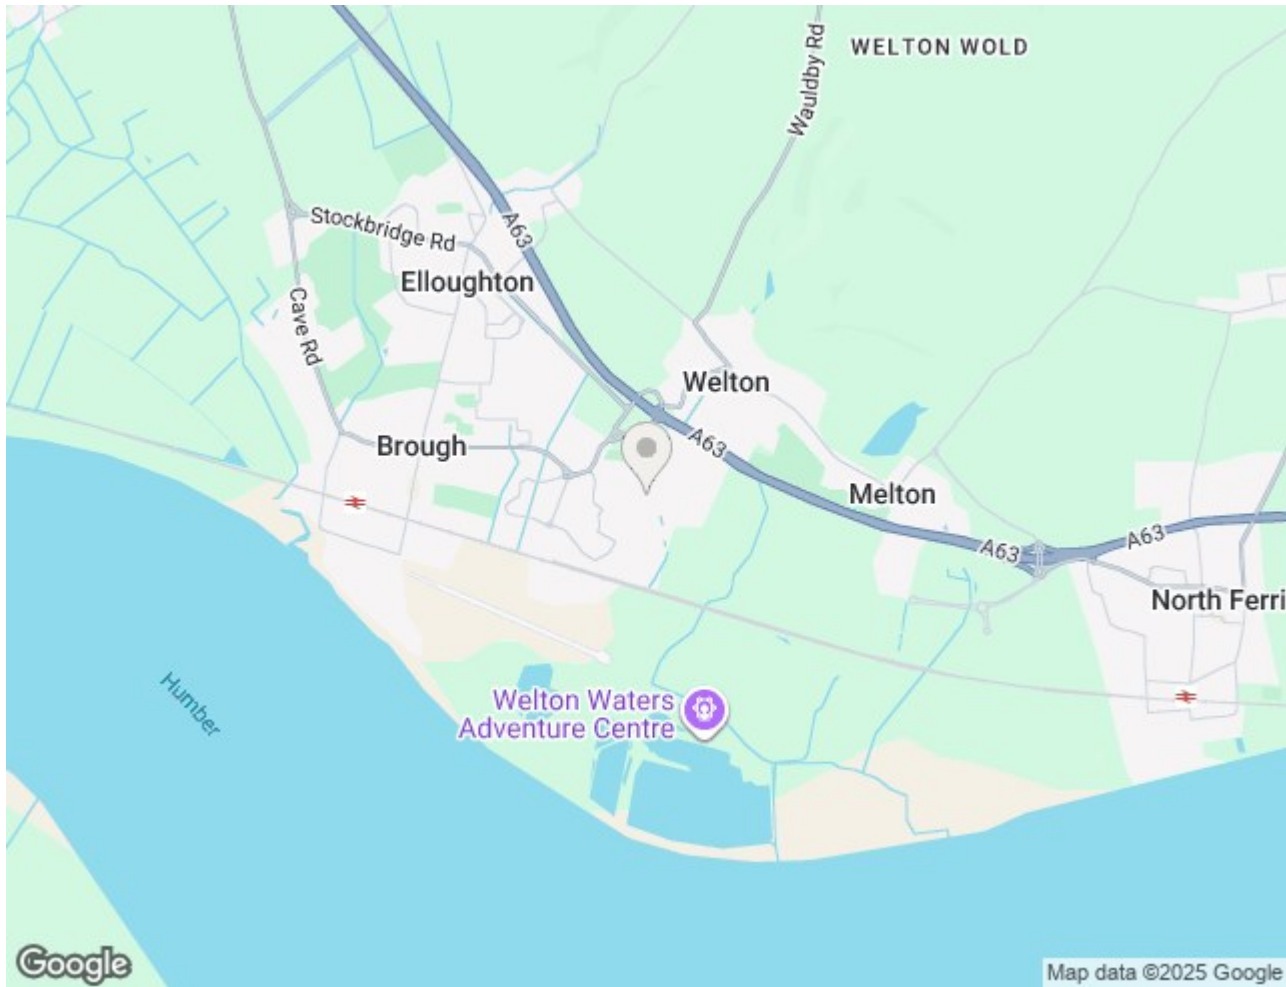 WELTON WOLD
Wauldby Rd
Stockbridge Rd
A63
Elloughton
Cave Rd
Welton
Brough
A63
Melton
A63
A63
North Ferri
Welton Waters
Adventure Centre
Humber
Google
Map data ©2025 Google